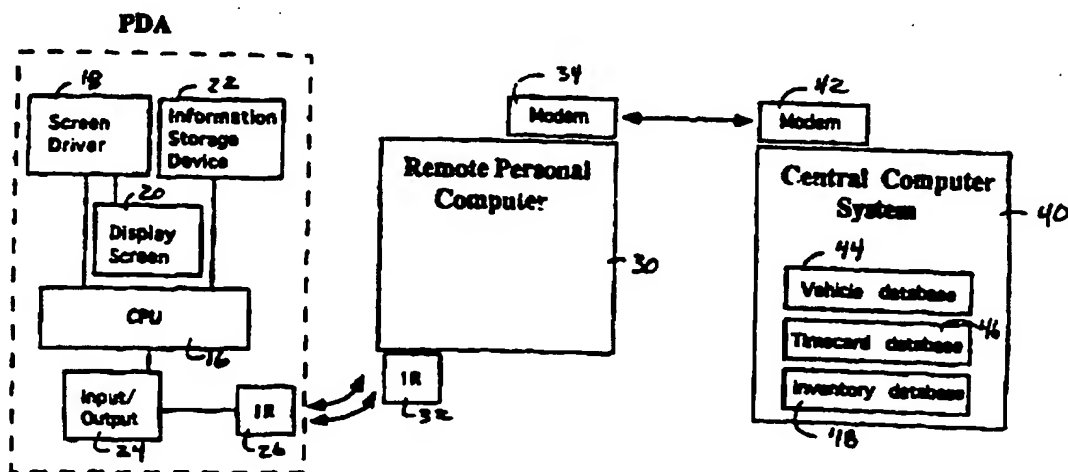 PDA
18
Screen
Driver
22
Information
Storage
Device
20
Display
Screen
CPU
16
Input/
Output
24
IR
26
34
Modem
Remote Personal
Computer
30
IR
32
42
Modem
Central Computer
System
40
44
Vehicle database
46
Timecard database
Inventory database
48